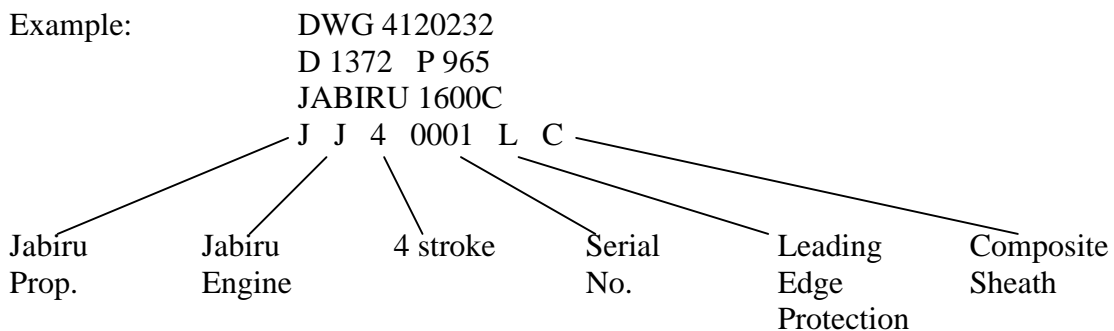 Example: DWG 4120232
D 1372 P 965
JABIRU 1600C
J J 4 0001 L C
Jabiru Jabiru 4 stroke Serial Leading Composite
Prop. Engine No. Edge Sheath
Protection